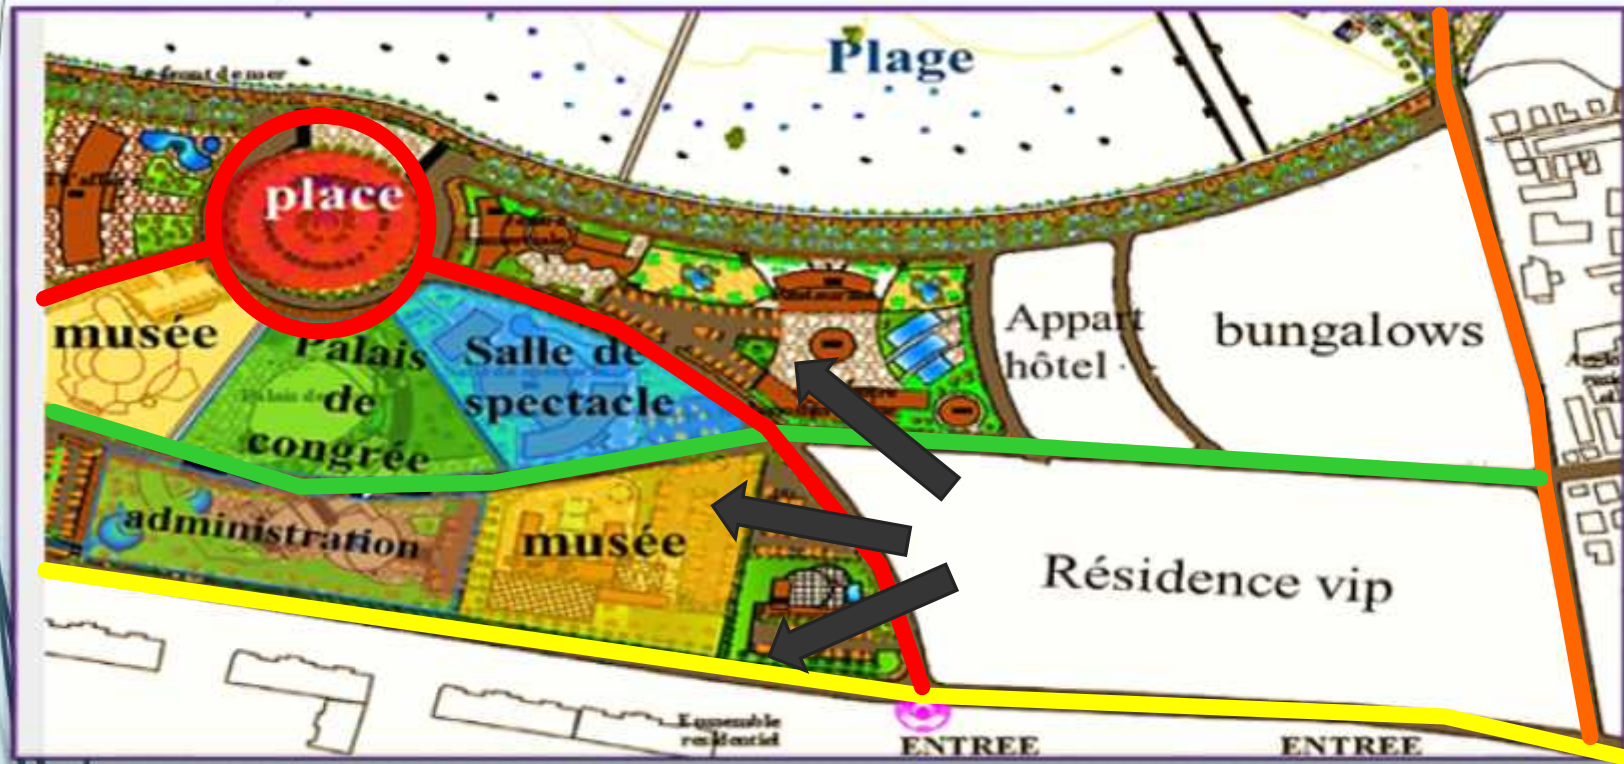 Plage
Le front de mer
place
musée
Palais
de
congrée
Salle de
spectacle
Appart
hôtel
bungalows
administration
musée
Résidence vip
Ensemble
residentiel
ENTREE
ENTREE